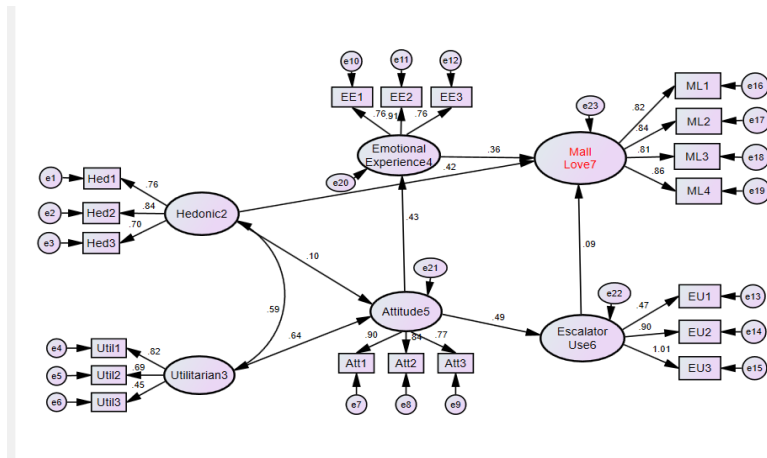 e10
e11
e12
EE1
EE2
EE3
.76
.91
.76
e23
ML1
e16
ML2
e17
ML3
e18
ML4
e19
.82
.84
.81
.86
Emotional
Experience4
e20
.36
Mall
Love7
.42
e1
Hed1
e2
Hed2
e3
Hed3
.76
.84
.70
Hedonic2
.43
.10
.09
e21
Attitude5
.59
.64
.49
e22
Escalator
Use6
EU1
e13
EU2
e14
EU3
e15
.47
.90
1.01
e4
Util1
e5
Util2
e6
Util3
.82
.69
.45
Utilitarian3
.90
.84
.77
Att1
Att2
Att3
e7
e8
e9